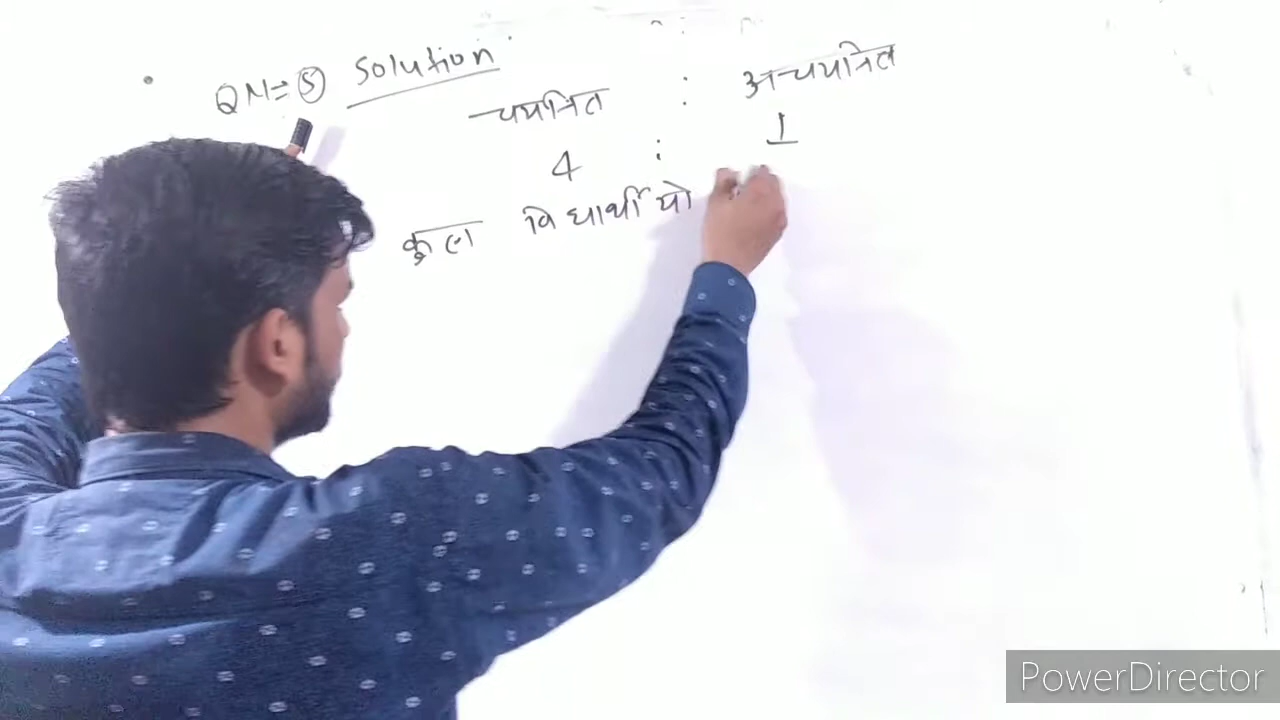 QN= 5 Solution
चयनित : अचयनित
4 : 1
कुल विधार्थीयो
PowerDirector